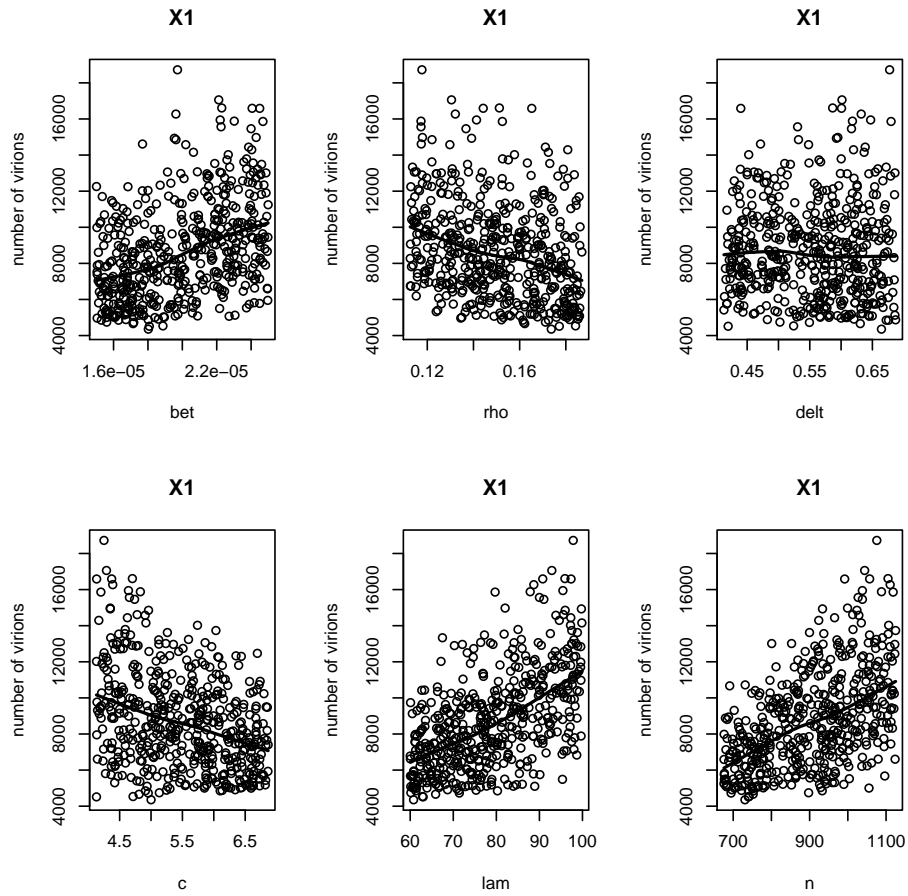 X1 X1 X1
number of virions
4000 8000 12000 16000
1.6e-05 2.2e-05
bet
number of virions
4000 8000 12000 16000
0.12 0.16
rho
number of virions
4000 8000 12000 16000
0.45 0.55 0.65
delt
X1 X1 X1
number of virions
4000 8000 12000 16000
4.5 5.5 6.5
c
number of virions
4000 8000 12000 16000
60 70 80 90 100
lam
number of virions
4000 8000 12000 16000
700 900 1100
n